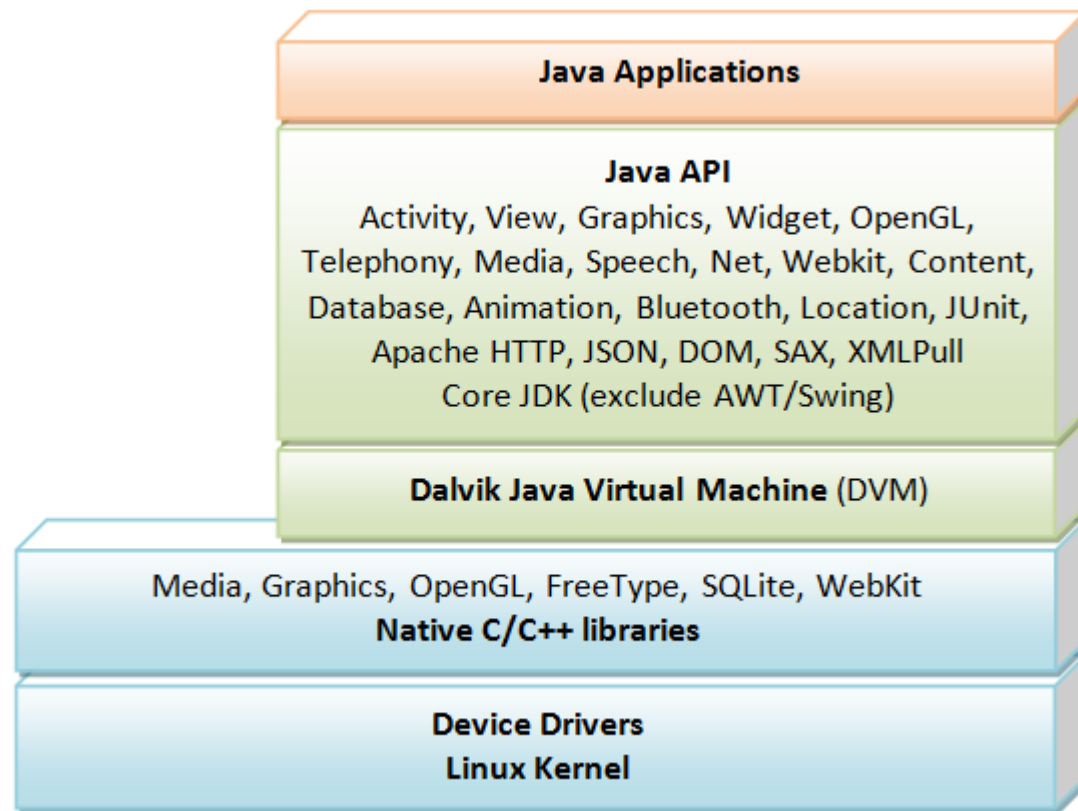 Java Applications
Java API
Activity, View, Graphics, Widget, OpenGL,
Telephony, Media, Speech, Net, Webkit, Content,
Database, Animation, Bluetooth, Location, JUnit,
Apache HTTP, JSON, DOM, SAX, XMLPull
Core JDK (exclude AWT/Swing)
Dalvik Java Virtual Machine (DVM)
Media, Graphics, OpenGL, FreeType, SQLite, WebKit
Native C/C++ libraries
Device Drivers
Linux Kernel